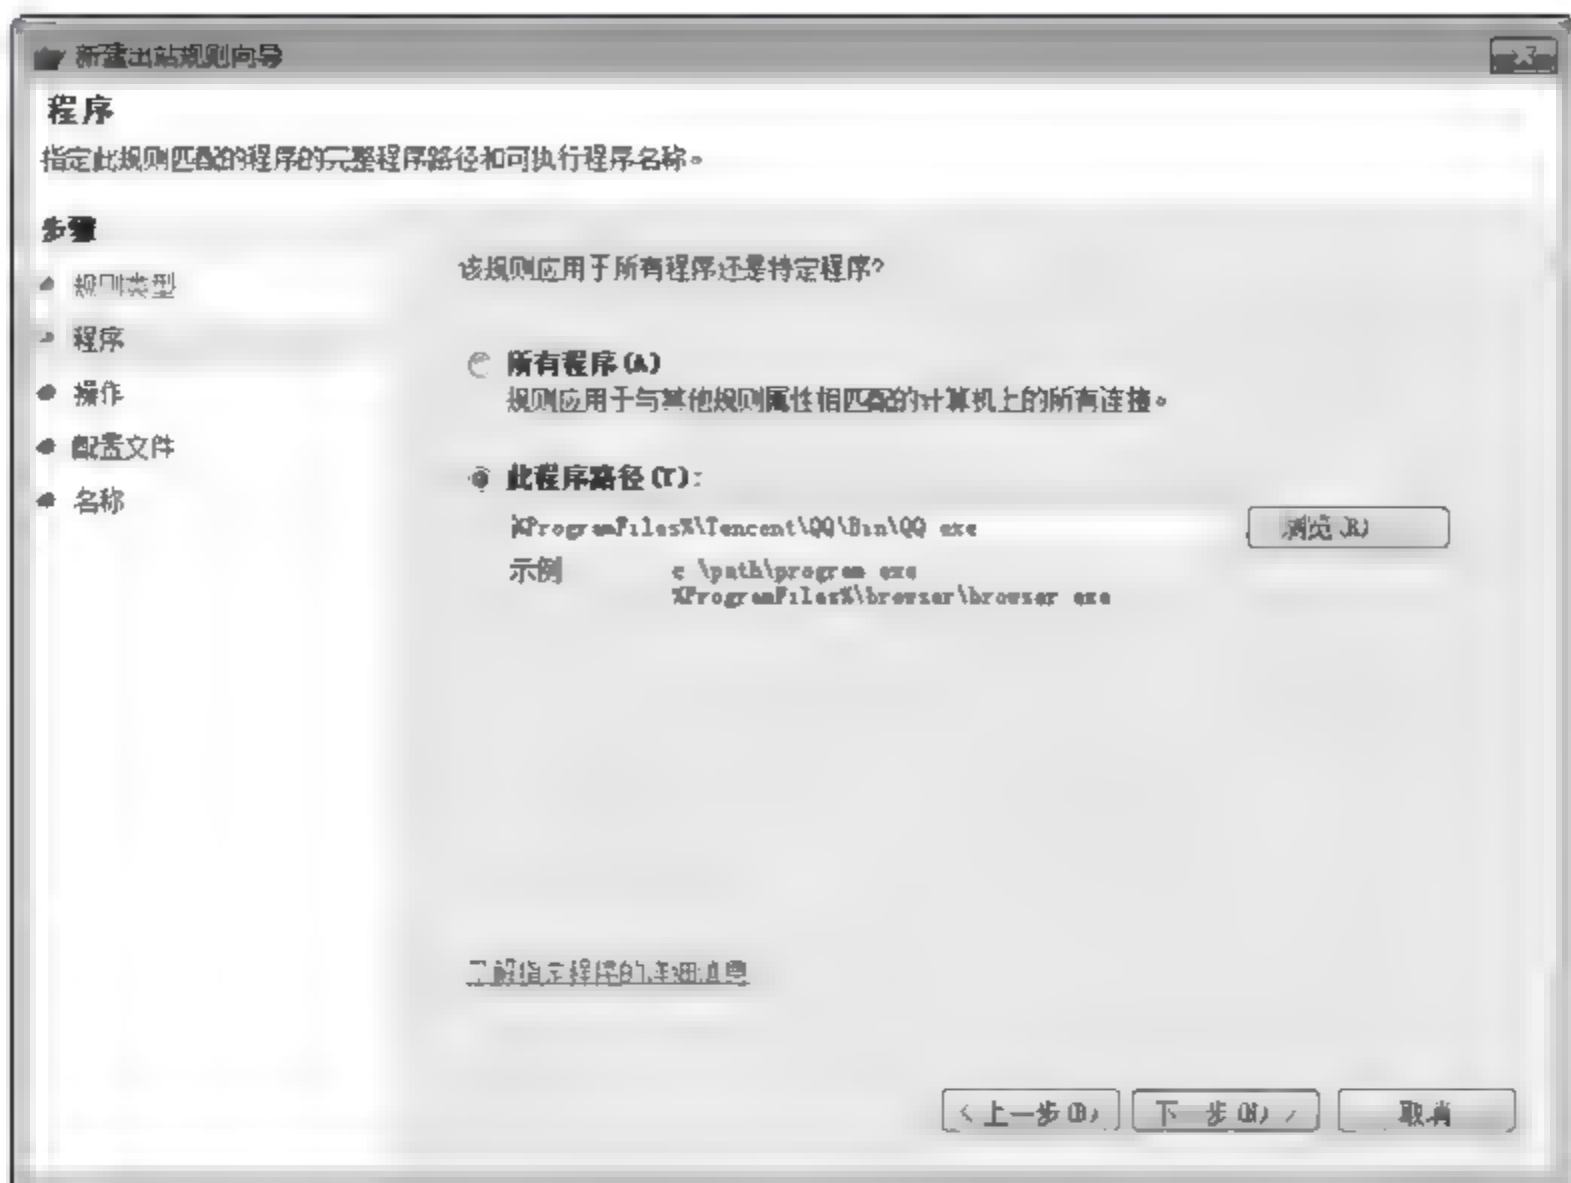 新建出站规则向导
程序
指定此规则匹配的程序的完整程序路径和可执行程序名称。
步骤
规则类型
程序
操作
配置文件
名称
该规则应用于所有程序还是特定程序?
所有程序(A)
规则应用于与其他规则属性相匹配的计算机上的所有连接。
此程序路径(T):
%ProgramFiles%\Tencent\QQ\Bin\QQ exe
浏览(R)
示例 c \path\program exe
%ProgramFiles%\browser\browser exe
了解指定程序的详细信息
<上一步(B) 下一步(N) > 取消